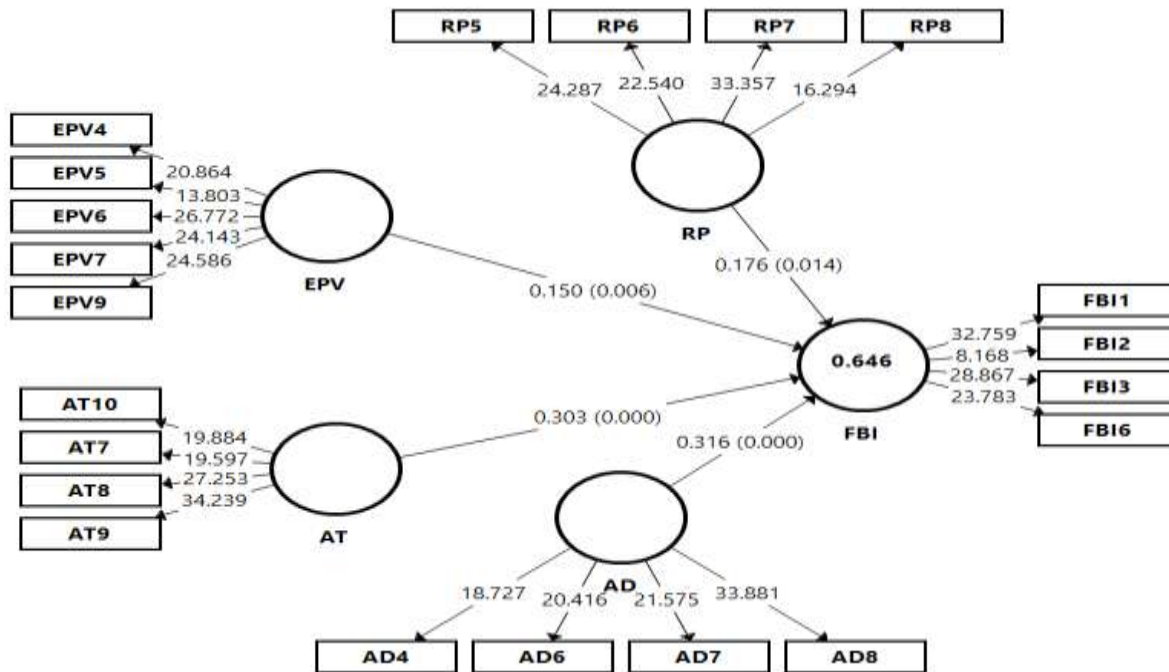 RP5 RP6 RP7 RP8
24.287 22.540 33.357 16.294
EPV4
EPV5
EPV6
EPV7
EPV9
20.864
13.803
26.772
24.143
24.586
EPV
RP
0.150 (0.006)
0.176 (0.014)
FBI1
FBI2
FBI3
FBI6
32.759
8.168
28.867
23.783
0.646
FBI
AT10
AT7
AT8
AT9
19.884
19.597
27.253
34.239
AT
0.303 (0.000)
0.316 (0.000)
AD
18.727 20.416 21.575 33.881
AD4 AD6 AD7 AD8